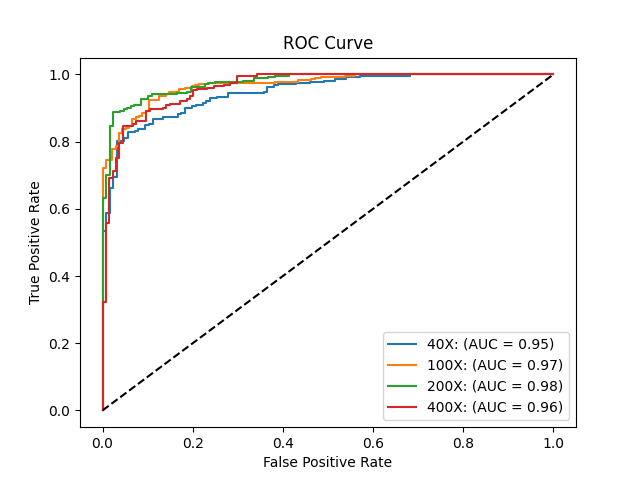 ROC Curve
True Positive Rate
1.0
0.8
0.6
0.4
0.2
0.0
0.0 0.2 0.4 0.6 0.8 1.0
False Positive Rate
40X: (AUC = 0.95)
100X: (AUC = 0.97)
200X: (AUC = 0.98)
400X: (AUC = 0.96)